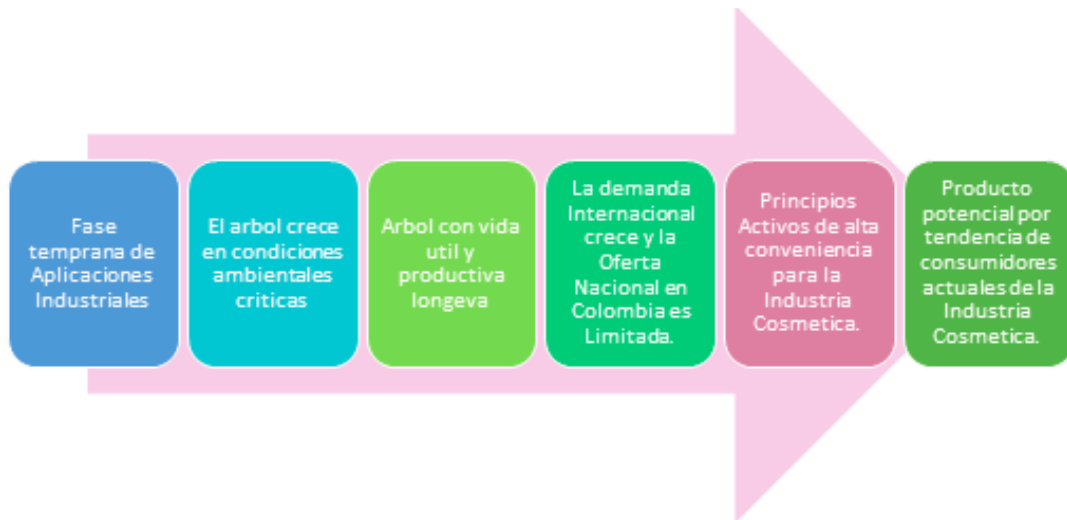 Fase
temprana de
Aplicaciones
Industriales
El arbol crece
en condiciones
ambientales
criticas
Arbol con vida
util y
productiva
longeva
La demanda
Internacional
crece y la
Oferta
Nacional en
Colombia es
Limitada.
Principios
Activos de alta
conveniencia
para la
Industria
Cosmetica.
Producto
potencial por
tendencia de
consumidores
actuales de la
Industria
Cosmetica.